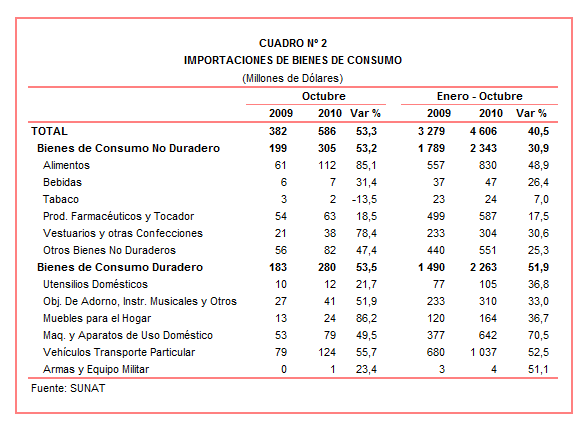 CUADRO Nº 2
IMPORTACIONES DE BIENES DE CONSUMO
(Millones de Dólares)
Octubre Enero - Octubre
2009 2010 Var % 2009 2010 Var %
TOTAL 382 586 53,3 3 279 4 606 40,5
Bienes de Consumo No Duradero 199 305 53,2 1 789 2 343 30,9
Alimentos 61 112 85,1 557 830 48,9
Bebidas 6 7 31,4 37 47 26,4
Tabaco 3 2 -13,5 23 24 7,0
Prod. Farmacéuticos y Tocador 54 63 18,5 499 587 17,5
Vestuarios y otras Confecciones 21 38 78,4 233 304 30,6
Otros Bienes No Duraderos 56 82 47,4 440 551 25,3
Bienes de Consumo Duradero 183 280 53,5 1 490 2 263 51,9
Utensilios Domésticos 10 12 21,7 77 105 36,8
Obj. De Adorno, Instr. Musicales y Otros 27 41 51,9 233 310 33,0
Muebles para el Hogar 13 24 86,2 120 164 36,7
Maq. y Aparatos de Uso Doméstico 53 79 49,5 377 642 70,5
Vehículos Transporte Particular 79 124 55,7 680 1 037 52,5
Armas y Equipo Militar 0 1 23,4 3 4 51,1
Fuente: SUNAT